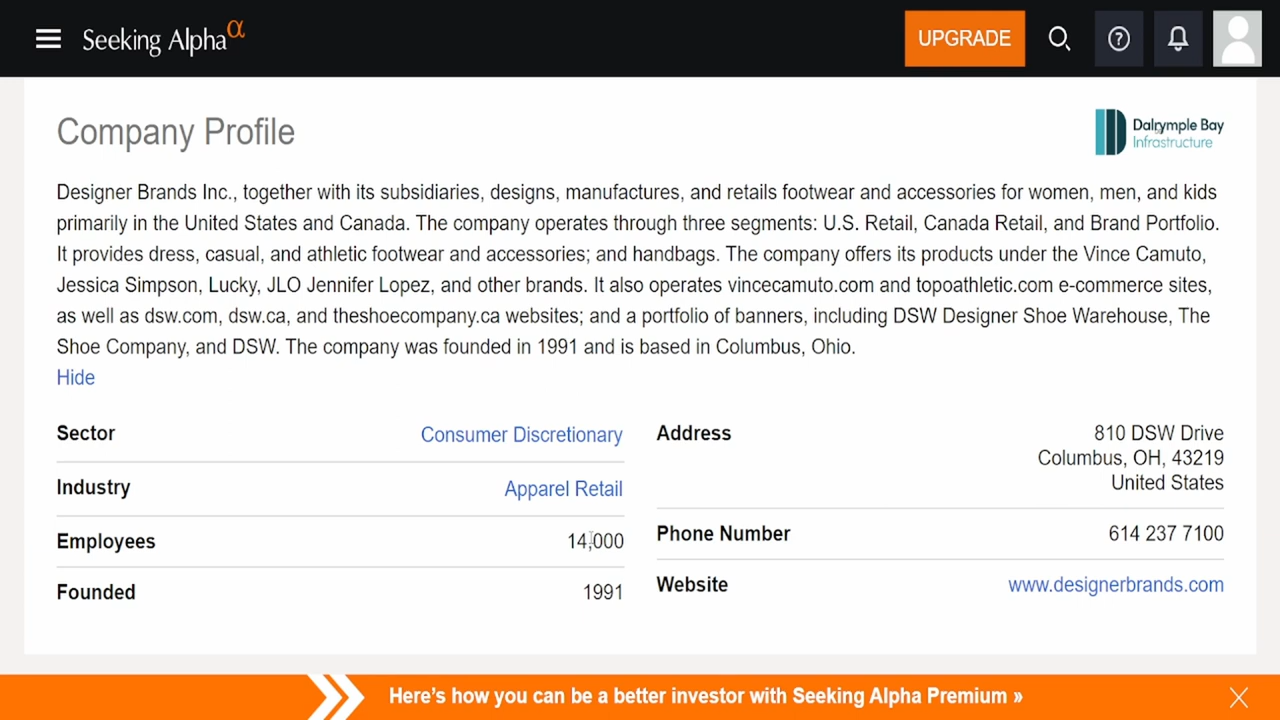 Seeking Alpha α
UPGRADE
Company Profile
Dalrymple Bay
Infrastructure
Designer Brands Inc., together with its subsidiaries, designs, manufactures, and retails footwear and accessories for women, men, and kids
primarily in the United States and Canada. The company operates through three segments: U.S. Retail, Canada Retail, and Brand Portfolio.
It provides dress, casual, and athletic footwear and accessories; and handbags. The company offers its products under the Vince Camuto,
Jessica Simpson, Lucky, JLO Jennifer Lopez, and other brands. It also operates vincecamuto.com and topoathletic.com e-commerce sites,
as well as dsw.com, dsw.ca, and theshoecompany.ca websites; and a portfolio of banners, including DSW Designer Shoe Warehouse, The
Shoe Company, and DSW. The company was founded in 1991 and is based in Columbus, Ohio.
Hide
Sector Consumer Discretionary
Industry Apparel Retail
Employees 14,000
Founded 1991
Address 810 DSW Drive
Columbus, OH, 43219
United States
Phone Number 614 237 7100
Website www.designerbrands.com
Here's how you can be a better investor with Seeking Alpha Premium »